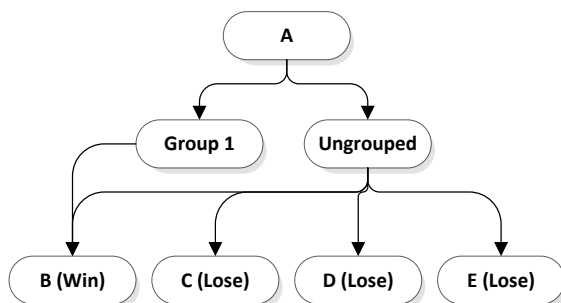 A
Group 1
Ungrouped
B (Win)
C (Lose)
D (Lose)
E (Lose)